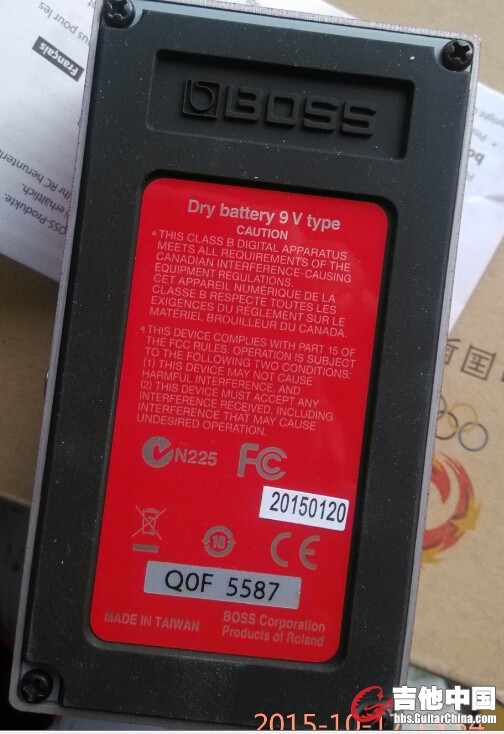 Français
BOSS
Dry battery 9 V type
CAUTION
* THIS CLASS B DIGITAL APPARATUS
MEETS ALL REQUIREMENTS OF THE
CANADIAN INTERFERENCE-CAUSING
EQUIPMENT REGULATIONS.
CET APPAREIL NUMERIQUE DE LA
CLASSE B RESPECTE TOUTES LES
EXIGENCES DU RÉGLEMENT SUR LE
MATÉRIEL BROUILLEUR DU CANADA.
* THIS DEVICE COMPLIES WITH PART 15 OF
THE FCC RULES. OPERATION IS SUBJECT
TO THE FOLLOWING TWO CONDITIONS:
(1) THIS DEVICE MAY NOT CAUSE
HARMFUL INTERFERENCE, AND
(2) THIS DEVICE MUST ACCEPT ANY
INTERFERENCE RECEIVED, INCLUDING
INTERFERENCE THAT MAY CAUSE
UNDESIRED OPERATION.
N225 FC
20150120
10 CE
Q0F 5587
MADE IN TAIWAN
BOSS Corporation
Products of Roland
吉他中国
bbs.GuitarChina.com